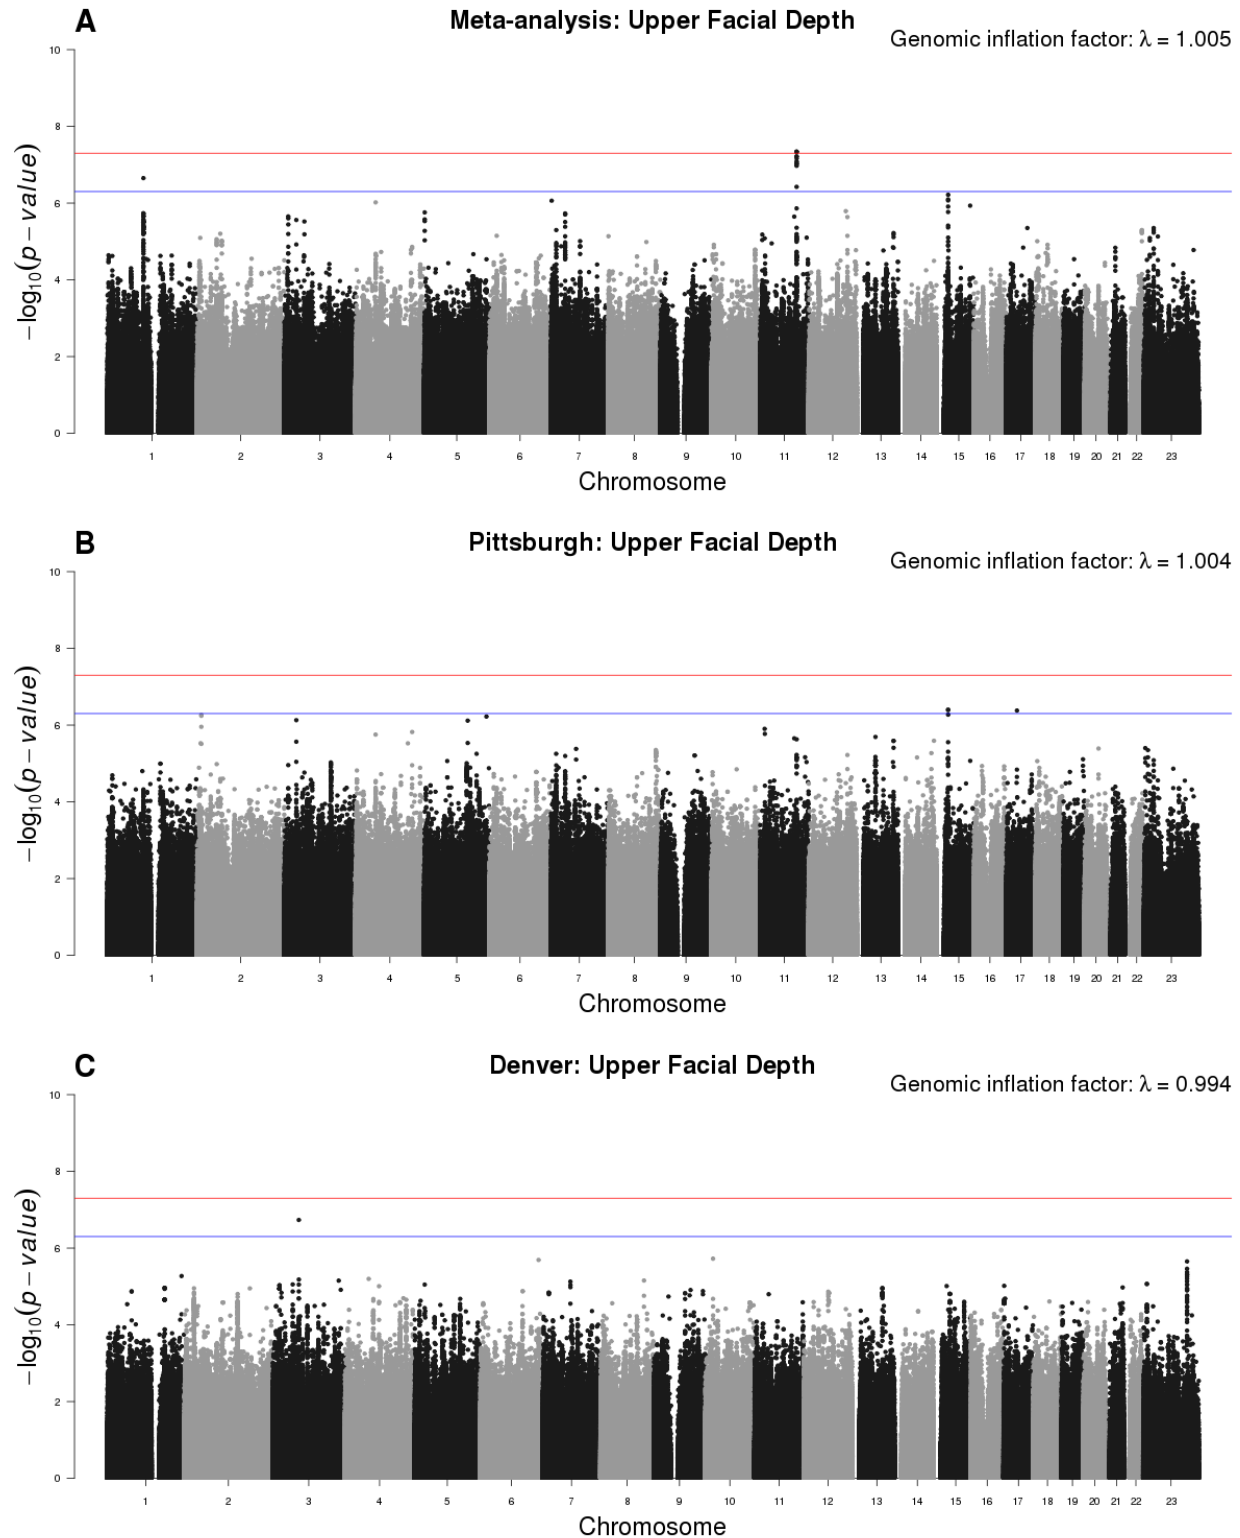 A
Meta-analysis: Upper Facial Depth
Genomic inflation factor: λ = 1.005
−log10(p − value)
10
8
6
4
2
0
1 2 3 4 5 6 7 8 9 10 11 12 13 14 15 16 17 18 19 20 21 22 23
Chromosome
B
Pittsburgh: Upper Facial Depth
Genomic inflation factor: λ = 1.004
−log10(p − value)
10
8
6
4
2
0
1 2 3 4 5 6 7 8 9 10 11 12 13 14 15 16 17 18 19 20 21 22 23
Chromosome
C
Denver: Upper Facial Depth
Genomic inflation factor: λ = 0.994
−log10(p − value)
10
8
6
4
2
0
1 2 3 4 5 6 7 8 9 10 11 12 13 14 15 16 17 18 19 20 21 22 23
Chromosome